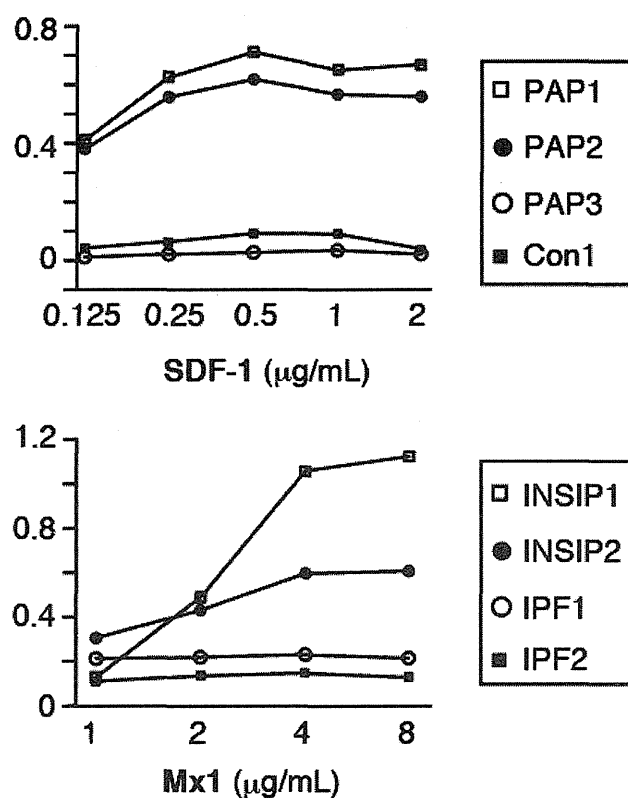 0.8
0.4
0
0.125 0.25 0.5 1 2
SDF-1 (μg/mL)
PAP1
PAP2
PAP3
Con1
1.2
0.8
0.4
0
1 2 4 8
Mx1 (μg/mL)
INSIP1
INSIP2
IPF1
IPF2